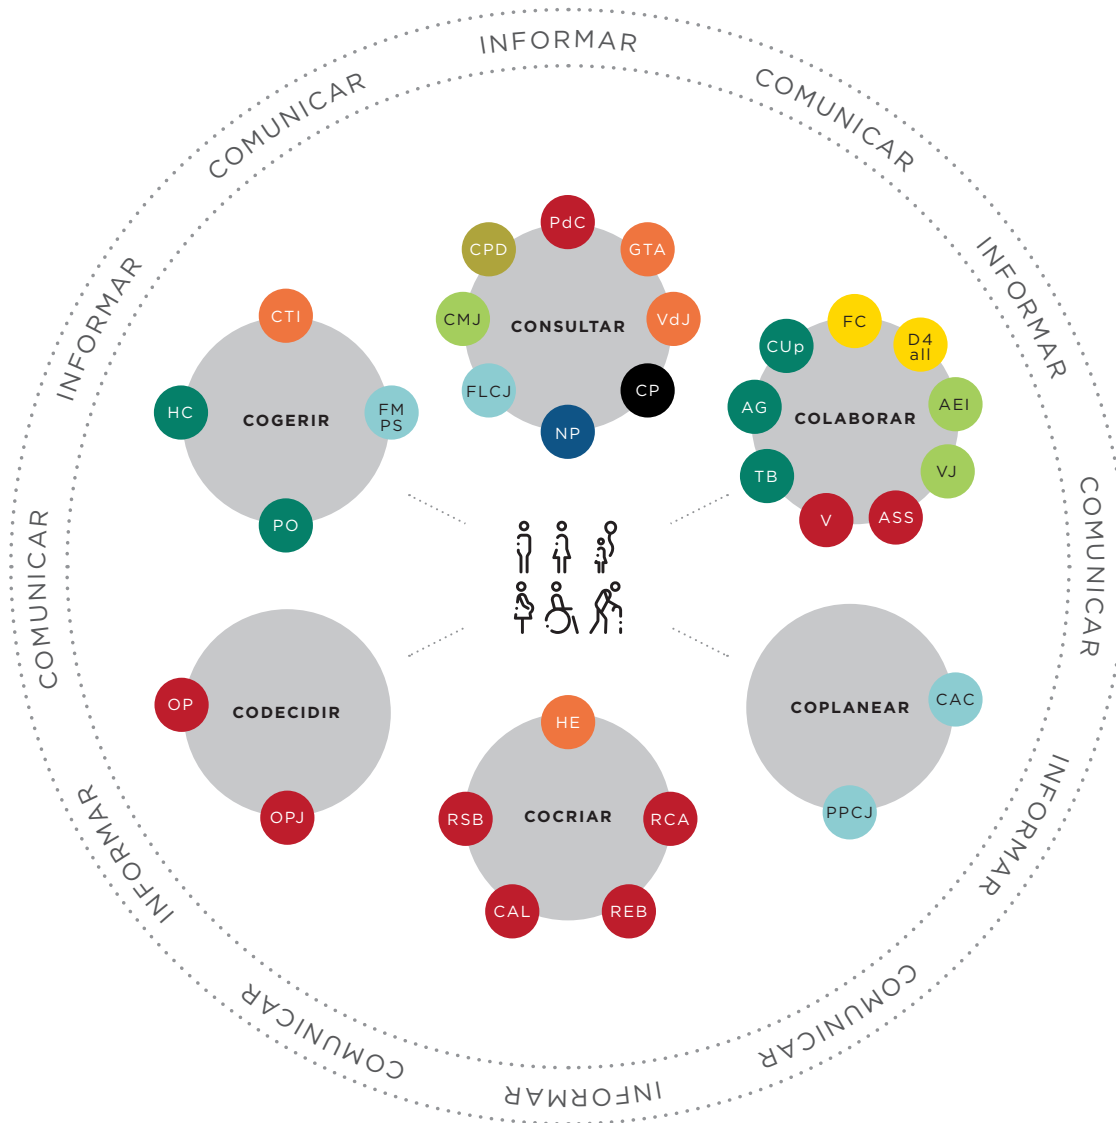 INFORMAR
COMUNICAR
INFORMAR
COMUNICAR
INFORMAR
COMUNICAR
INFORMAR
COMUNICAR
INFORMAR
COMUNICAR
INFORMAR
COMUNICAR
CONSULTAR
PdC
GTA
VdJ
CP
NP
FLCJ
CMJ
CPD
COLABORAR
FC
D4
all
AEI
VJ
ASS
V
TB
AG
CUp
COPLANEAR
CAC
PPCJ
COCRIAR
HE
RCA
REB
CAL
RSB
CODECIDIR
OP
OPJ
COGERIR
CTI
FM
PS
PO
HC